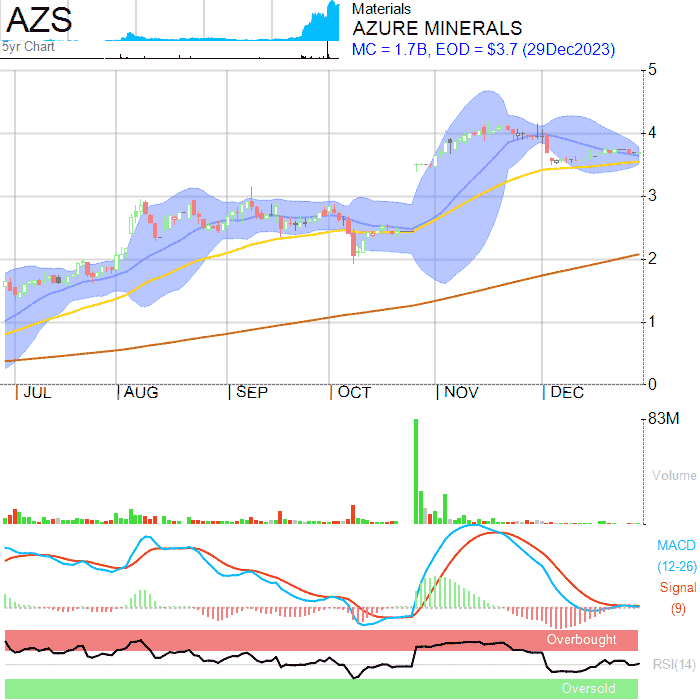 AZS
5yr Chart
Materials
AZURE MINERALS
MC = 1.7B, EOD = $3.7 (29Dec2023)
5
4
3
2
1
0
JUL AUG SEP OCT NOV DEC
83M
Volume
MACD
(12-26)
Signal
(9)
Overbought
RSI(14)
Oversold